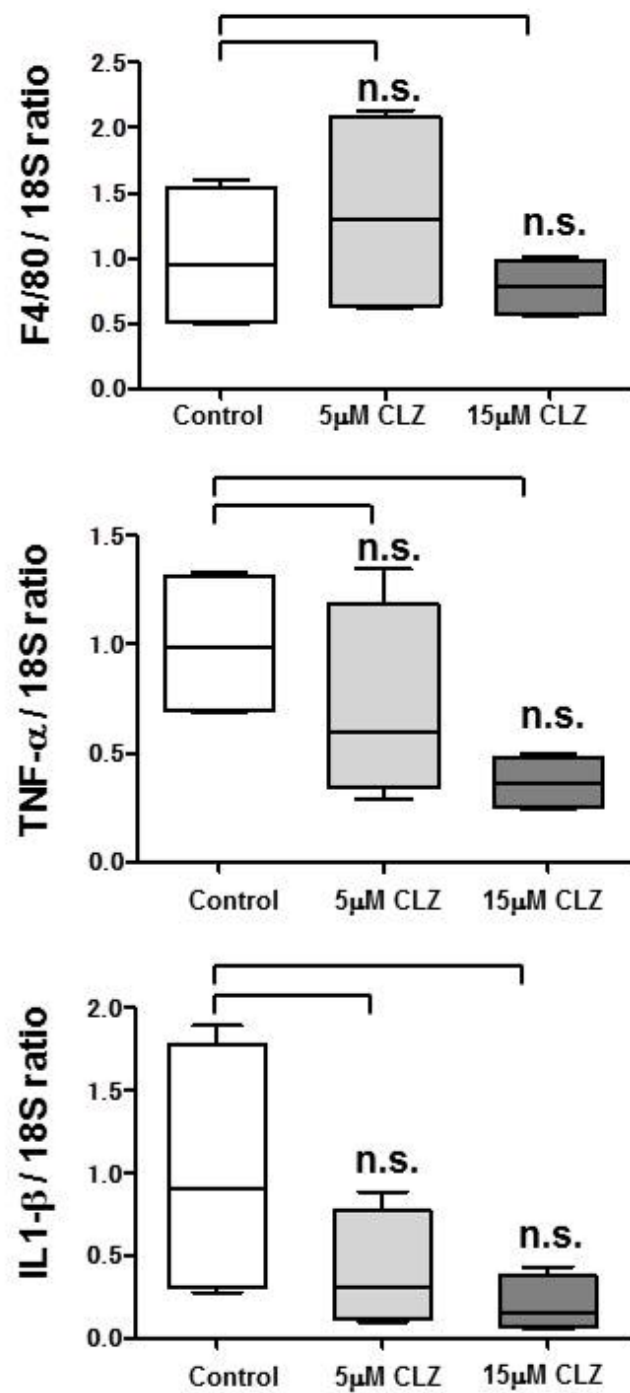 F4/80 / 18S ratio
2.5
2.0
1.5
1.0
0.5
0.0
n.s.
n.s.
Control 5μM CLZ 15μM CLZ
TNF-α / 18S ratio
1.5
1.0
0.5
0.0
n.s.
n.s.
Control 5μM CLZ 15μM CLZ
IL1-β / 18S ratio
2.0
1.5
1.0
0.5
0.0
n.s.
n.s.
Control 5μM CLZ 15μM CLZ